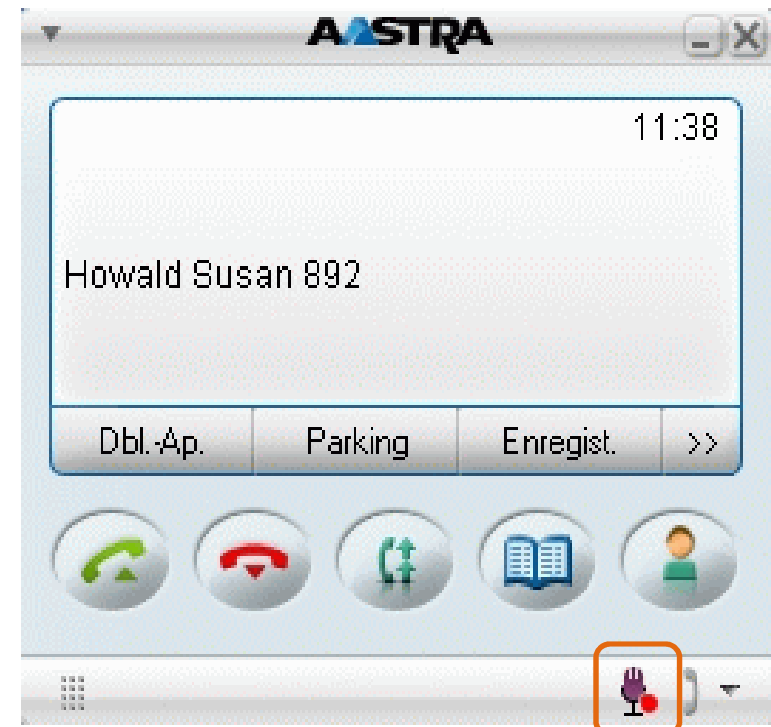 AASTRA
11:38
Howald Susan 892
Dbl.-Ap. Parking Enregist. >>